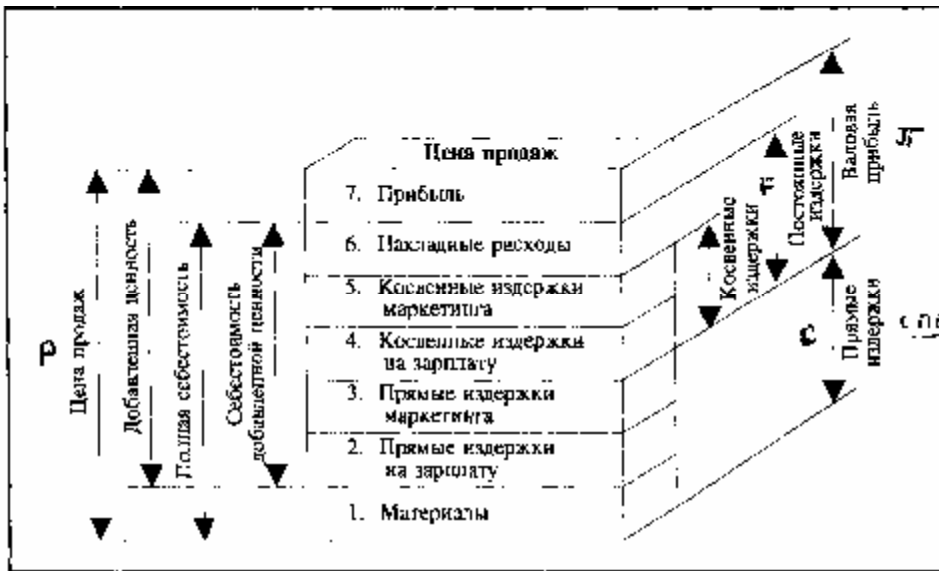 Цена продаж
7. Прибыль
6. Накладные расходы
5. Косвенные издержки
маркетинга
4. Косвенные издержки
на зарплату
3. Прямые издержки
маркетинга
2. Прямые издержки
на зарплату
1. Материалы
P
Цена продаж
Добавленная ценность
Полная себестоимость
Себестоимость
добавленной ценности
Косвенные
издержки
Постоянные
издержки
Валовая
прибыль
C
Прямые
издержки